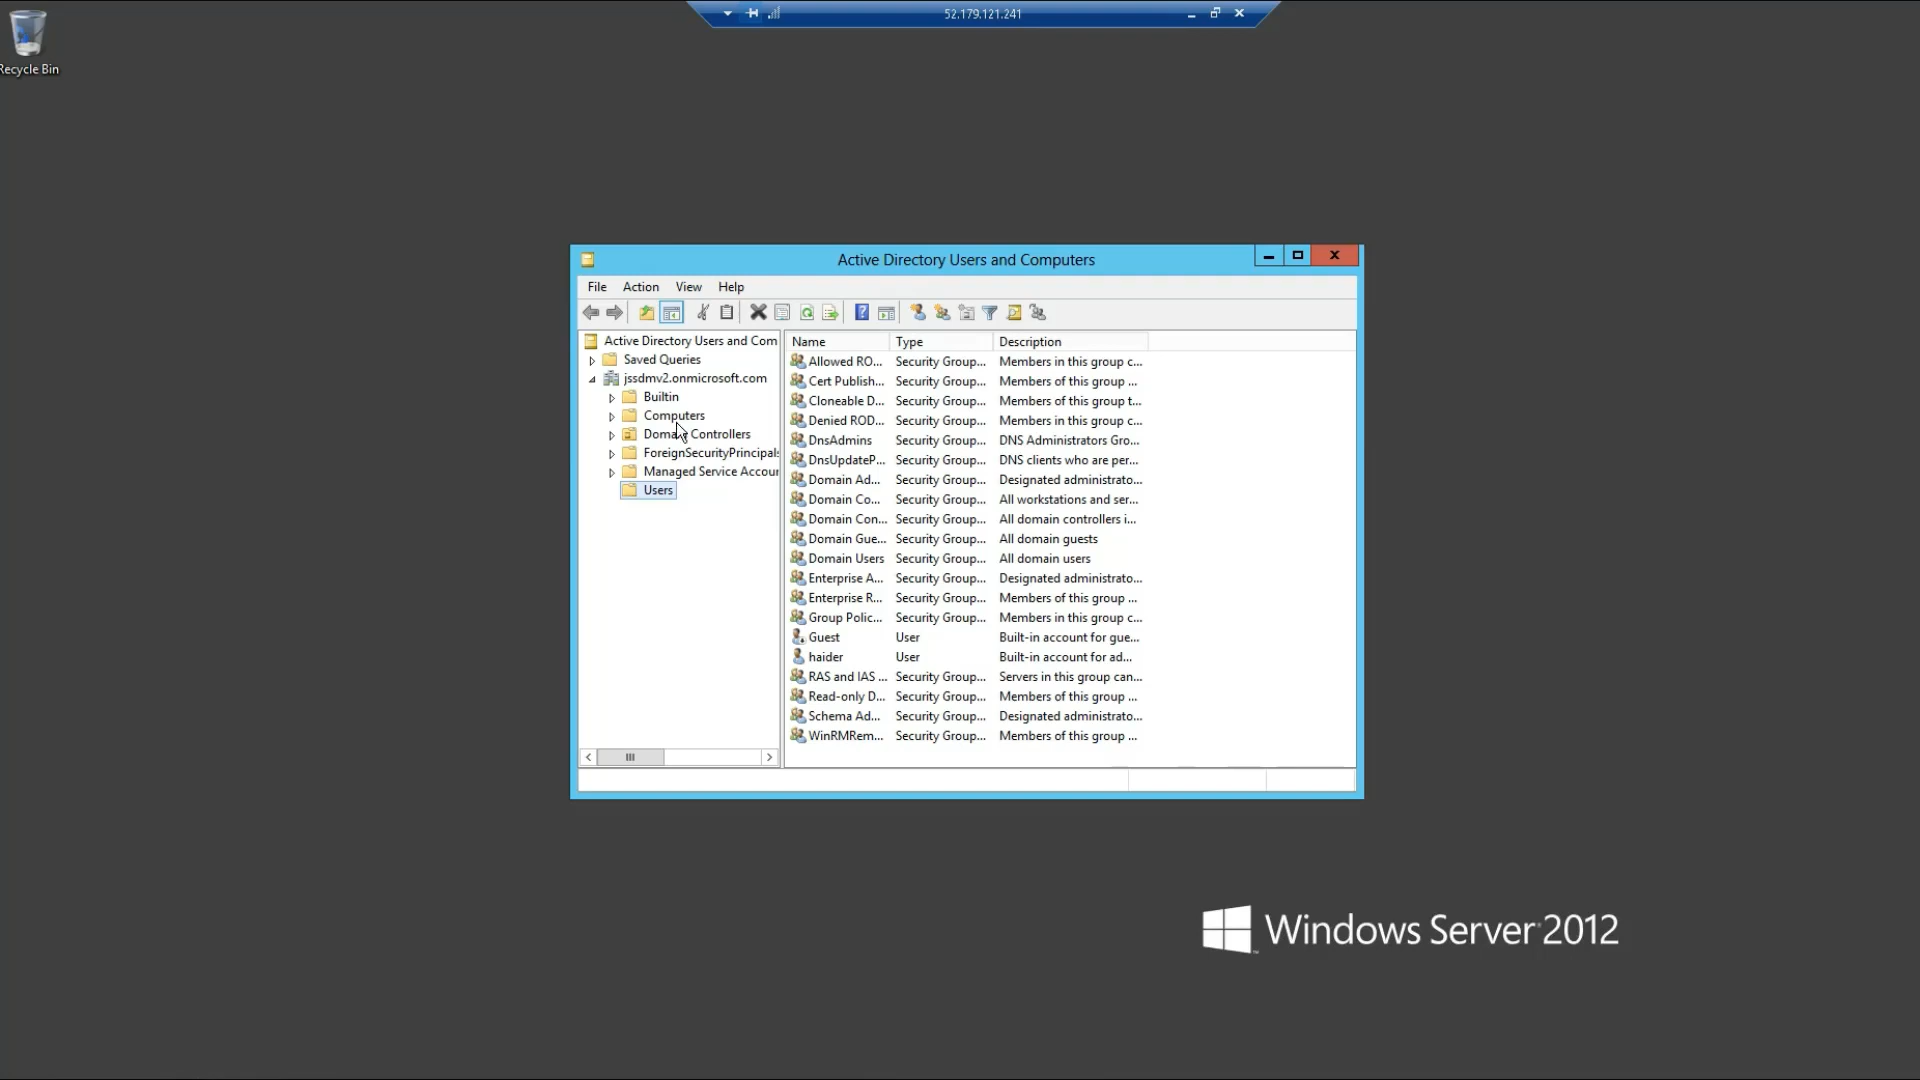 52.179.121.241
Recycle Bin
Active Directory Users and Computers
File Action View Help
Active Directory Users and Com
Saved Queries
jssdmv2.onmicrosoft.com
Builtin
Computers
Domain Controllers
ForeignSecurityPrincipals
Managed Service Accoun
Users
Name Type Description
Allowed RO... Security Group... Members in this group c...
Cert Publish... Security Group... Members of this group ...
Cloneable D... Security Group... Members of this group t...
Denied ROD... Security Group... Members in this group c...
DnsAdmins Security Group... DNS Administrators Gro...
DnsUpdateP... Security Group... DNS clients who are per...
Domain Ad... Security Group... Designated administrato...
Domain Co... Security Group... All workstations and ser...
Domain Con... Security Group... All domain controllers i...
Domain Gue... Security Group... All domain guests
Domain Users Security Group... All domain users
Enterprise A... Security Group... Designated administrato...
Enterprise R... Security Group... Members of this group ...
Group Polic... Security Group... Members in this group c...
Guest User Built-in account for gue...
haider User Built-in account for ad...
RAS and IAS ... Security Group... Servers in this group can...
Read-only D... Security Group... Members of this group ...
Schema Ad... Security Group... Designated administrato...
WinRMRem... Security Group... Members of this group ...
Windows Server 2012